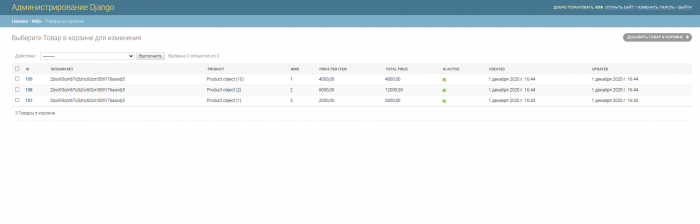 Администрирование Django
ДОБРО ПОЖАЛОВАТЬ, ОТКРЫТЬ САЙТ / ИЗМЕНИТЬ ПАРОЛЬ / ВЫЙТИ
Начало › Web › Товары в корзине
Выберите Товар в корзине для изменения
ДОБАВИТЬ ТОВАР В КОРЗИНЕ +
Действие: --------- Выполнить Выбрано 0 объектов из 3
ID SESSION KEY PRODUCT NMB PRICE PER ITEM TOTAL PRICE IS ACTIVE CREATED UPDATED
109 Product object (10) 1 4000,00 4000,00 1 декабря 2020 г. 16:44 1 декабря 2020 г. 16:44
108 Product object (2) 2 6000,00 12000,00 1 декабря 2020 г. 16:44 1 декабря 2020 г. 16:44
107 Product object (1) 3 2000,00 6000,00 1 декабря 2020 г. 16:43 1 декабря 2020 г. 16:43
3 Товары в корзине